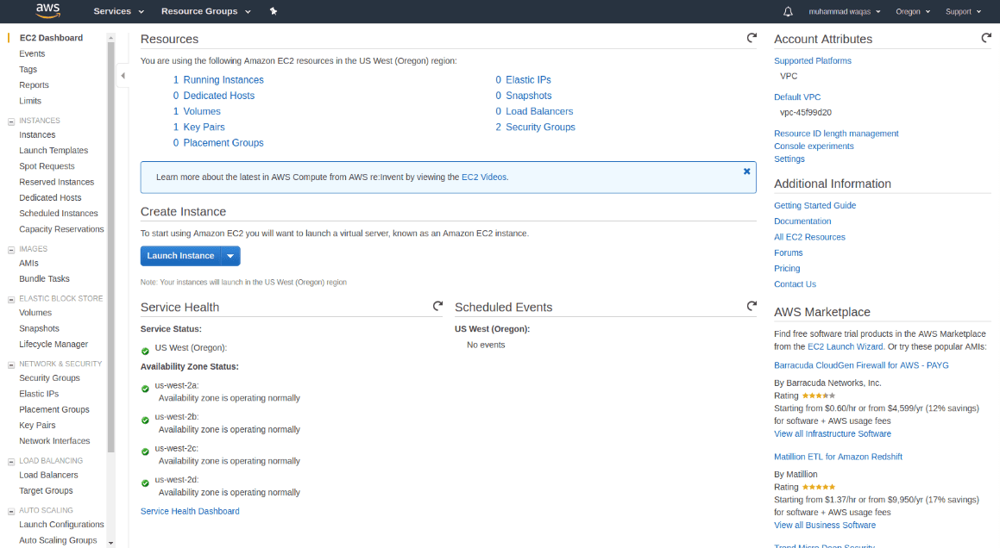 aws
Services
Resource Groups
muhammad waqas
Oregon
Support
EC2 Dashboard
Events
Tags
Reports
Limits
INSTANCES
Instances
Launch Templates
Spot Requests
Reserved Instances
Dedicated Hosts
Scheduled Instances
Capacity Reservations
IMAGES
AMIs
Bundle Tasks
ELASTIC BLOCK STORE
Volumes
Snapshots
Lifecycle Manager
NETWORK & SECURITY
Security Groups
Elastic IPs
Placement Groups
Key Pairs
Network Interfaces
LOAD BALANCING
Load Balancers
Target Groups
AUTO SCALING
Launch Configurations
Auto Scaling Groups
Resources
You are using the following Amazon EC2 resources in the US West (Oregon) region:
1 Running Instances
0 Dedicated Hosts
1 Volumes
1 Key Pairs
0 Placement Groups
0 Elastic IPs
0 Snapshots
0 Load Balancers
2 Security Groups
Learn more about the latest in AWS Compute from AWS re:Invent by viewing the EC2 Videos.
Create Instance
To start using Amazon EC2 you will want to launch a virtual server, known as an Amazon EC2 instance.
Launch Instance
Note: Your instances will launch in the US West (Oregon) region
Service Health
Service Status:
US West (Oregon):
Availability Zone Status:
us-west-2a:
Availability zone is operating normally
us-west-2b:
Availability zone is operating normally
us-west-2c:
Availability zone is operating normally
us-west-2d:
Availability zone is operating normally
Service Health Dashboard
Scheduled Events
US West (Oregon):
No events
Account Attributes
Supported Platforms
VPC
Default VPC
vpc-45f99d20
Resource ID length management
Console experiments
Settings
Additional Information
Getting Started Guide
Documentation
All EC2 Resources
Forums
Pricing
Contact Us
AWS Marketplace
Find free software trial products in the AWS Marketplace
from the EC2 Launch Wizard. Or try these popular AMIs:
Barracuda CloudGen Firewall for AWS - PAYG
By Barracuda Networks, Inc.
Rating
Starting from $0.60/hr or from $4,599/yr (12% savings)
for software + AWS usage fees
View all Infrastructure Software
Matillion ETL for Amazon Redshift
By Matillion
Rating
Starting from $1.37/hr or from $9,950/yr (17% savings)
for software + AWS usage fees
View all Business Software
Trend Micro Deep Security